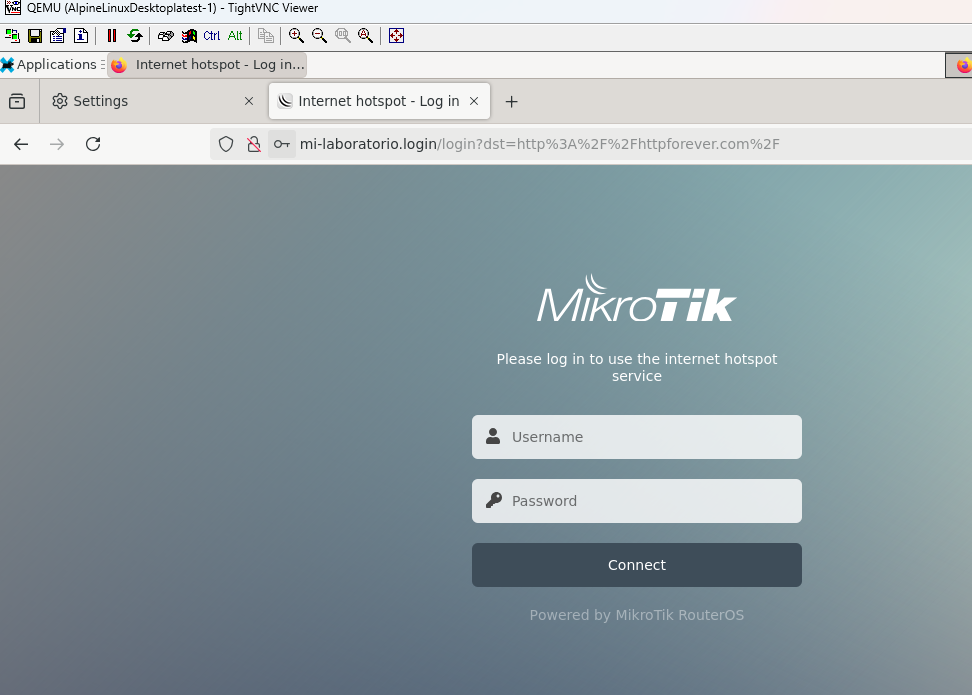 QEMU (AlpineLinuxDesktoplatest-1) - TightVNC Viewer
Ctrl Alt
Applications Internet hotspot - Log in...
Settings Internet hotspot - Log in
mi-laboratorio.login/login?dst=http%3A%2F%2Fhttpforever.com%2F
MikroTik
Please log in to use the internet hotspot
service
Username
Password
Connect
Powered by MikroTik RouterOS